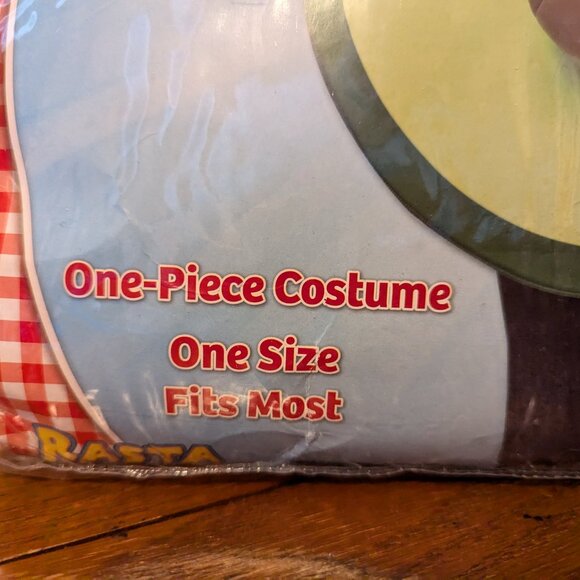 One-Piece Costume
One Size
Fits Most
RASTA